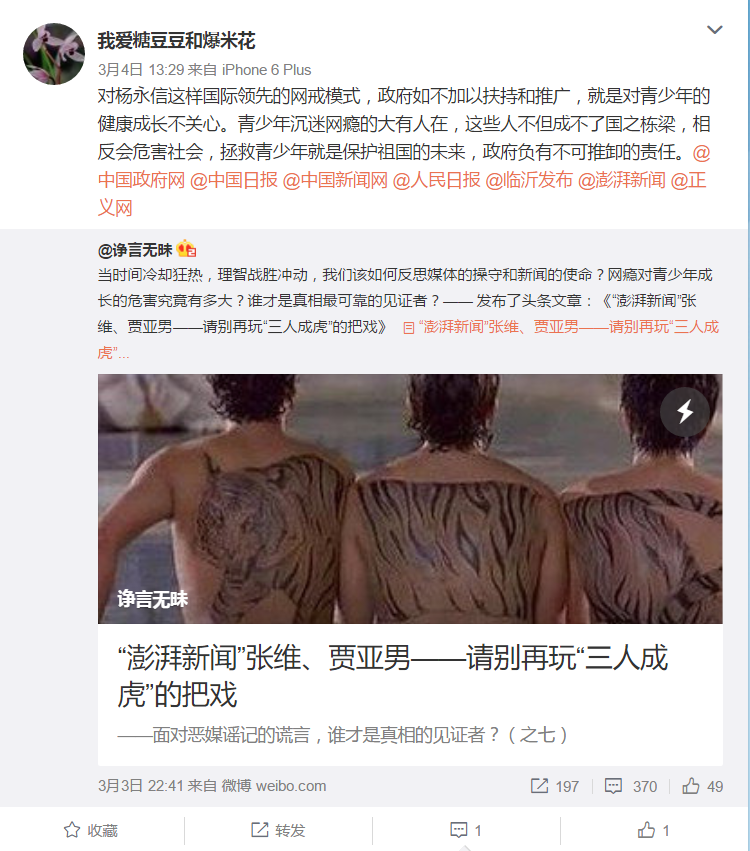 我爱糖豆豆和爆米花
3月4日 13:29 来自 iPhone 6 Plus
对杨永信这样国际领先的网戒模式，政府如不加以扶持和推广，就是对青少年的
健康成长不关心。青少年沉迷网瘾的大有人在，这些人不但成不了国之栋梁，相
反会危害社会，拯救青少年就是保护祖国的未来，政府负有不可推卸的责任。@
中国政府网 @中国日报 @中国新闻网 @人民日报 @临沂发布 @澎湃新闻 @正
义网
@诤言无昧
当时间冷却狂热，理智战胜冲动，我们该如何反思媒体的操守和新闻的使命？网瘾对青少年成
长的危害究竟有多大？谁才是真相最可靠的见证者？—— 发布了头条文章：《“澎湃新闻”张
维、贾亚男——请别再玩“三人成虎”的把戏》 “澎湃新闻”张维、贾亚男——请别再玩“三人成
虎”...
诤言无昧
“澎湃新闻”张维、贾亚男——请别再玩“三人成
虎”的把戏
——面对恶媒谣记的谎言，谁才是真相的见证者？（之七）
3月3日 22:41 来自 微博 weibo.com 197 370 49
收藏 转发 1 1